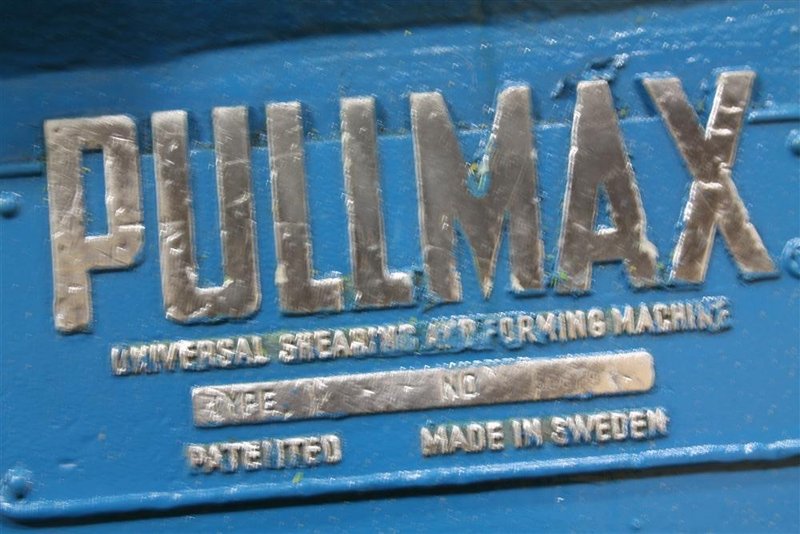 PULLMAX
UNIVERSAL SHEARING AND FORMING MACHINE
TYPE NO
PATENTED MADE IN SWEDEN